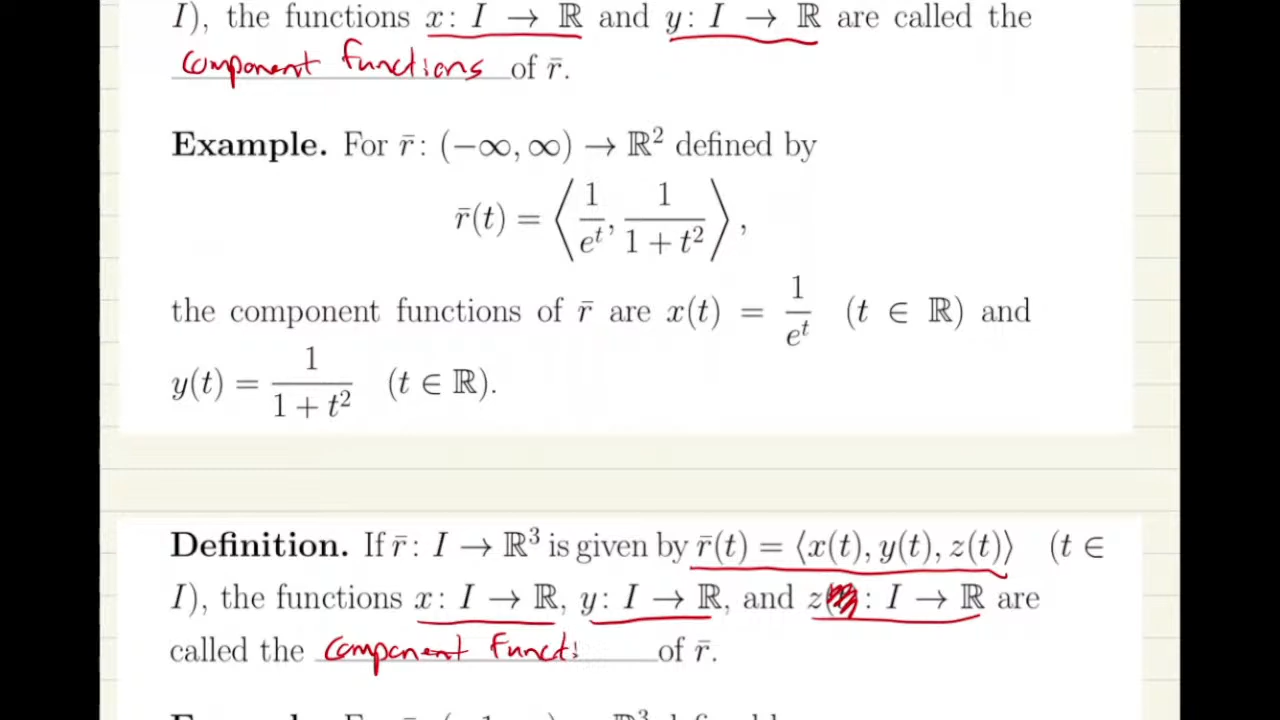 I), the functions x: I → ℝ and y: I → ℝ are called the
component functions of r̄.
Example. For r̄: (−∞, ∞) → ℝ² defined by
r̄(t) = ⟨1/eᵗ, 1/(1 + t²)⟩,
the component functions of r̄ are x(t) = 1/eᵗ (t ∈ ℝ) and
y(t) = 1/(1 + t²) (t ∈ ℝ).
Definition. If r̄: I → ℝ³ is given by r̄(t) = ⟨x(t), y(t), z(t)⟩ (t ∈
I), the functions x: I → ℝ, y: I → ℝ, and z : I → ℝ are
called the component functi of r̄.